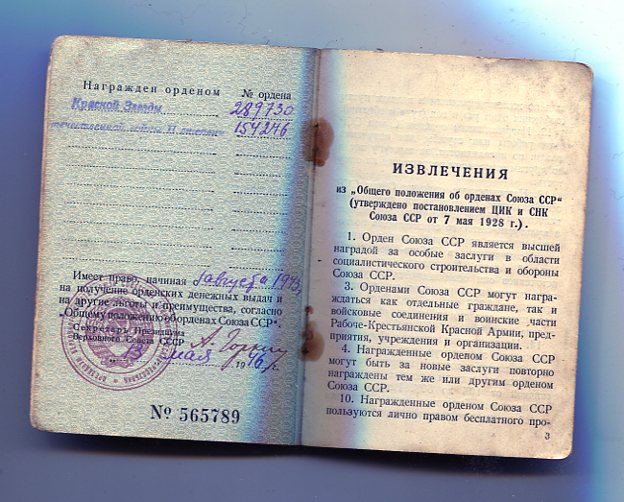 Награжден орденом № ордена
Красной Звезды 289730
Отечественной войны II степени 154246
Имеет право, начиная 1 августа 1943 г.,
на получение орденских денежных выдач и
на другие льготы и преимущества, согласно
„Общему положению об орденах Союза ССР“.
Секретарь Президиума
Верховного Совета СССР
13 мая 1946 г.
№ 565789
ИЗВЛЕЧЕНИЯ
из „Общего положения об орденах Союза ССР“
(утверждено постановлением ЦИК и СНК
Союза ССР от 7 мая 1928 г.).
1. Орден Союза ССР является высшей
наградой за особые заслуги в области
социалистического строительства и обороны
Союза ССР.
3. Орденами Союза ССР могут награ-
ждаться как отдельные граждане, так и
войсковые соединения и воинские части
Рабоче-Крестьянской Красной Армии, пред-
приятия, учреждения и организации.
4. Награжденные орденом Союза ССР
могут быть за новые заслуги повторно
награждены тем же или другим орденом
Союза ССР.
10. Награжденные орденом Союза ССР
пользуются лично правом бесплатного про-
3